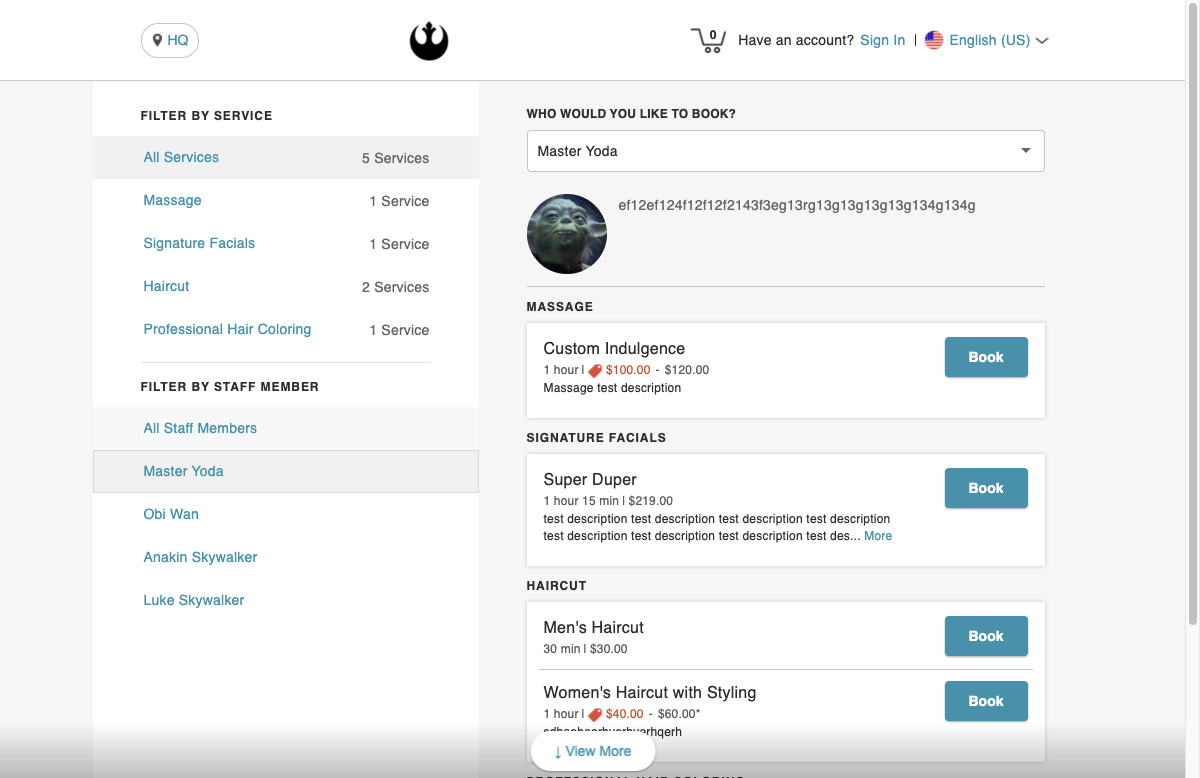 HQ
0
Have an account? Sign In | English (US)
FILTER BY SERVICE
All Services 5 Services
Massage 1 Service
Signature Facials 1 Service
Haircut 2 Services
Professional Hair Coloring 1 Service
FILTER BY STAFF MEMBER
All Staff Members
Master Yoda
Obi Wan
Anakin Skywalker
Luke Skywalker
WHO WOULD YOU LIKE TO BOOK?
Master Yoda
ef12ef124f12f12f2143f3eg13rg13g13g13g13g134g134g
MASSAGE
Custom Indulgence
1 hour | $100.00 - $120.00
Massage test description
Book
SIGNATURE FACIALS
Super Duper
1 hour 15 min | $219.00
test description test description test description test description
test description test description test description test des... More
Book
HAIRCUT
Men's Haircut
30 min | $30.00
Book
Women's Haircut with Styling
1 hour | $40.00 - $60.00*
Book
↓ View More
PROFESSIONAL HAIR COLORING